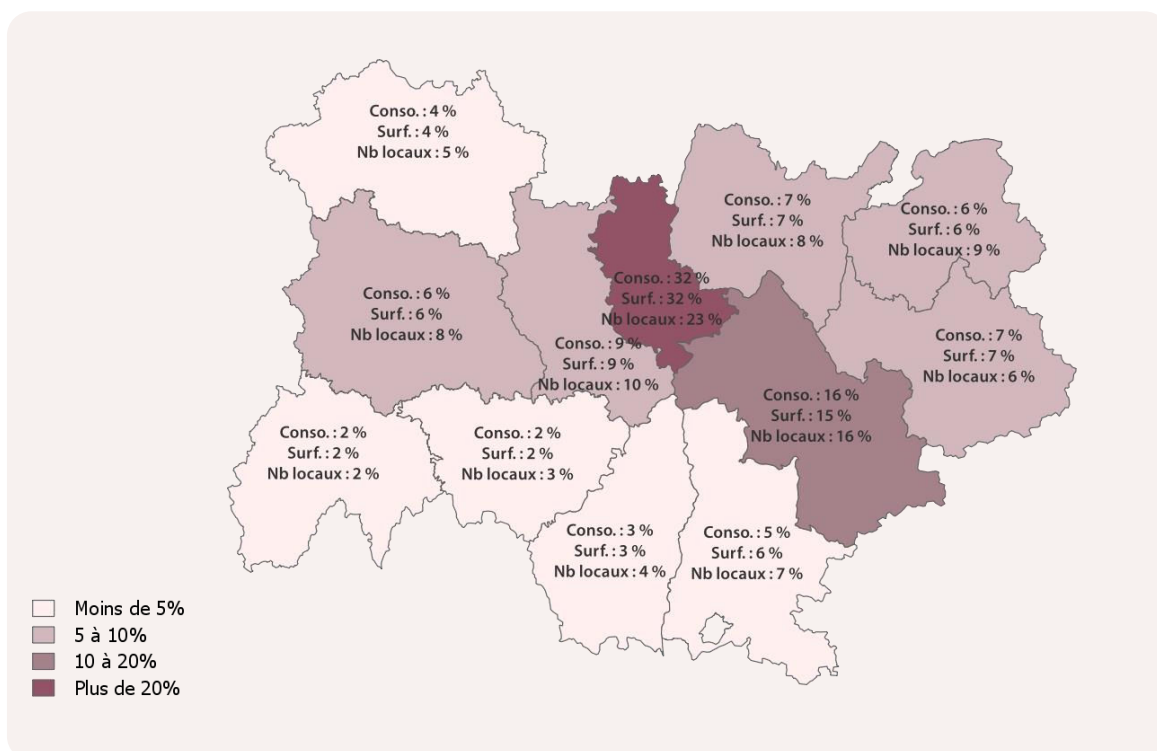 Conso. : 4 %
Surf. : 4 %
Nb locaux : 5 %
Conso. : 7 %
Surf. : 7 %
Nb locaux : 8 %
Conso. : 6 %
Surf. : 6 %
Nb locaux : 9 %
Conso. : 32 %
Surf. : 32 %
Nb locaux : 23 %
Conso. : 6 %
Surf. : 6 %
Nb locaux : 8 %
Conso. : 9 %
Surf. : 9 %
Nb locaux : 10 %
Conso. : 7 %
Surf. : 7 %
Nb locaux : 6 %
Conso. : 16 %
Surf. : 15 %
Nb locaux : 16 %
Conso. : 2 %
Surf. : 2 %
Nb locaux : 2 %
Conso. : 2 %
Surf. : 2 %
Nb locaux : 3 %
Conso. : 3 %
Surf. : 3 %
Nb locaux : 4 %
Conso. : 5 %
Surf. : 6 %
Nb locaux : 7 %
Moins de 5%
5 à 10%
10 à 20%
Plus de 20%